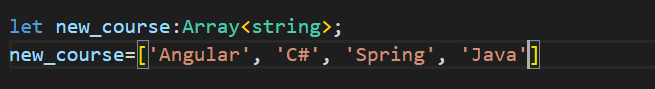 let new_course:Array<string>;
new_course=['Angular', 'C#', 'Spring', 'Java']